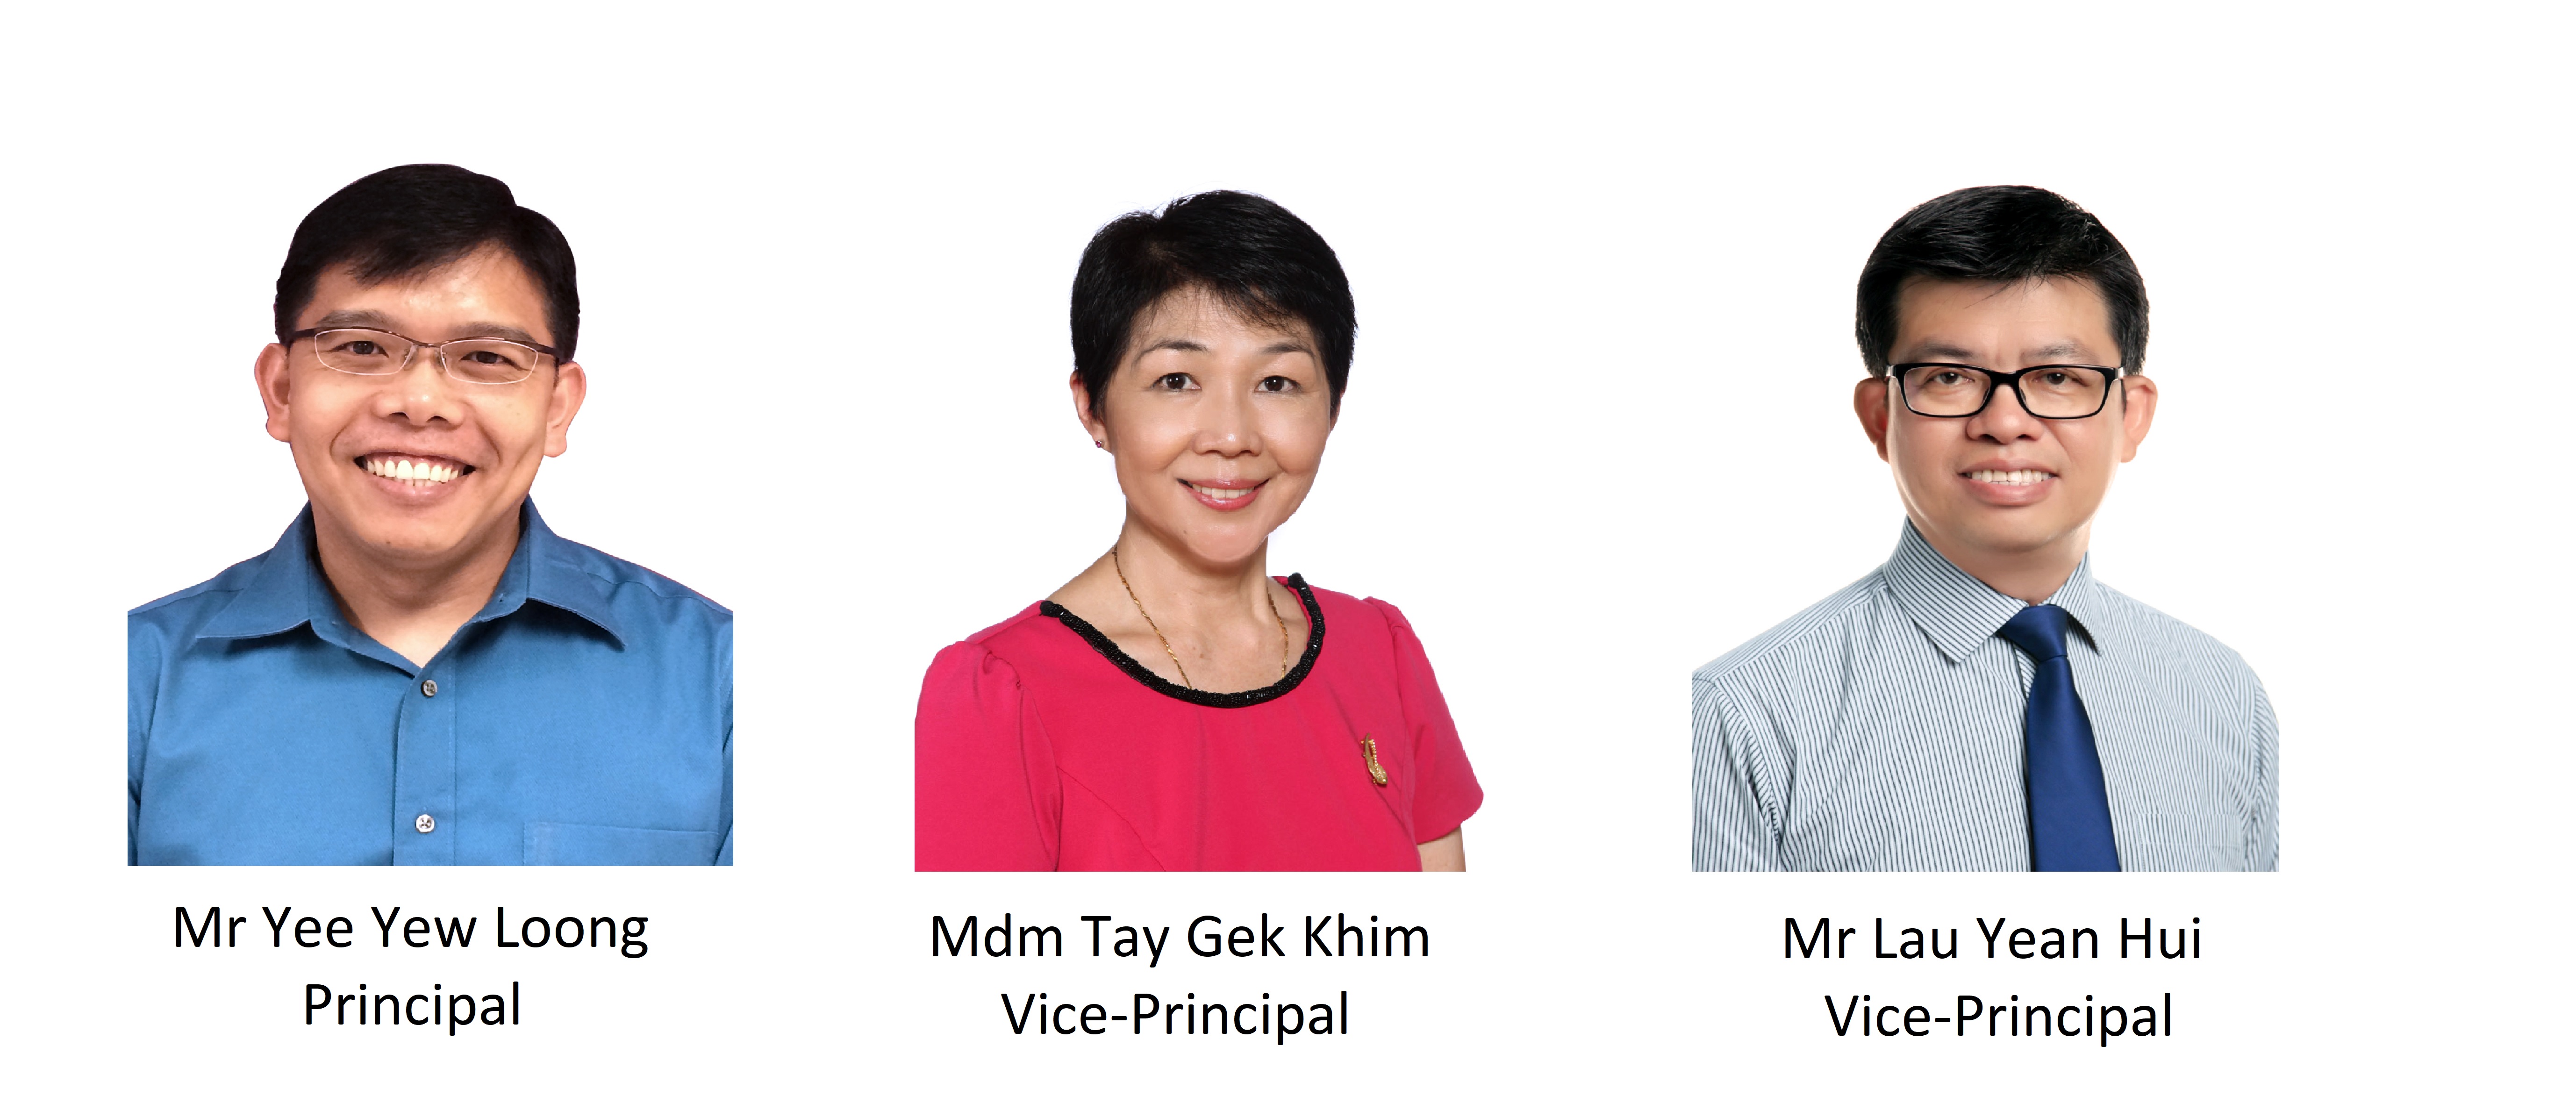 Mr Yee Yew Loong
Principal
Mdm Tay Gek Khim
Vice-Principal
Mr Lau Yean Hui
Vice-Principal